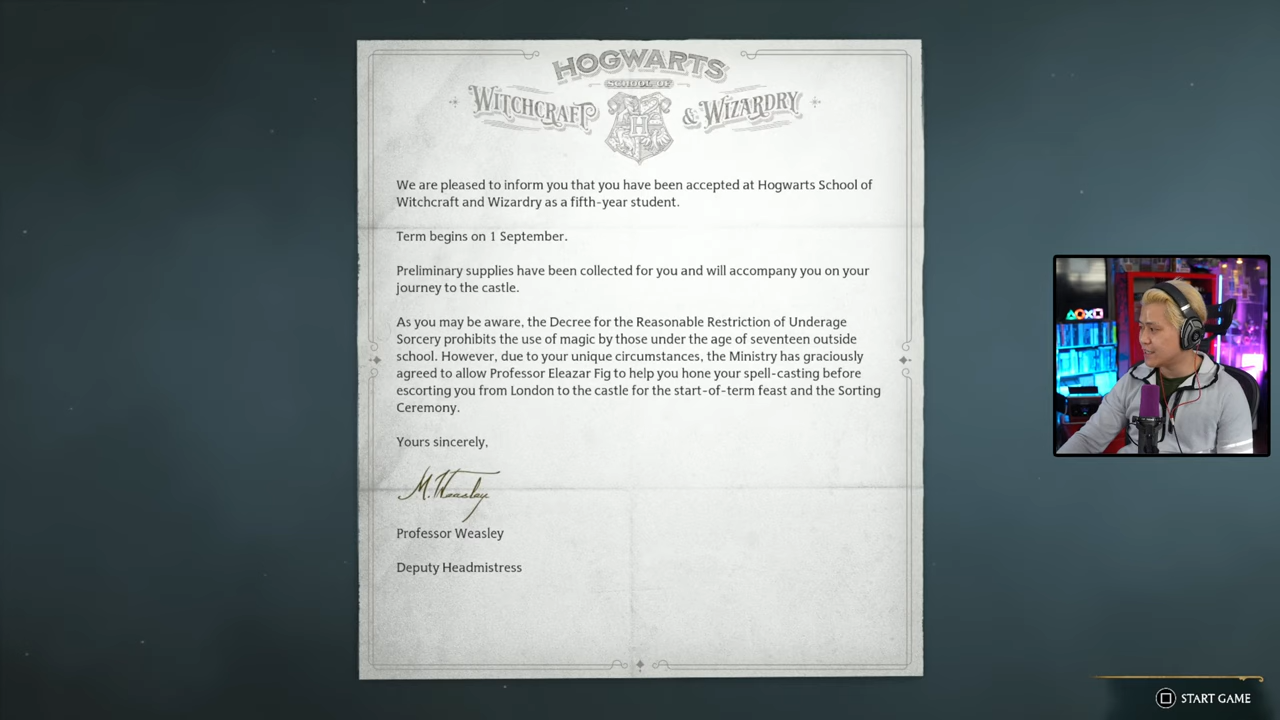 HOGWARTS
SCHOOL OF
WITCHCRAFT & WIZARDRY
H
We are pleased to inform you that you have been accepted at Hogwarts School of
Witchcraft and Wizardry as a fifth-year student.
Term begins on 1 September.
Preliminary supplies have been collected for you and will accompany you on your
journey to the castle.
As you may be aware, the Decree for the Reasonable Restriction of Underage
Sorcery prohibits the use of magic by those under the age of seventeen outside
school. However, due to your unique circumstances, the Ministry has graciously
agreed to allow Professor Eleazar Fig to help you hone your spell-casting before
escorting you from London to the castle for the start-of-term feast and the Sorting
Ceremony.
Yours sincerely,
M. Weasley
Professor Weasley
Deputy Headmistress
START GAME